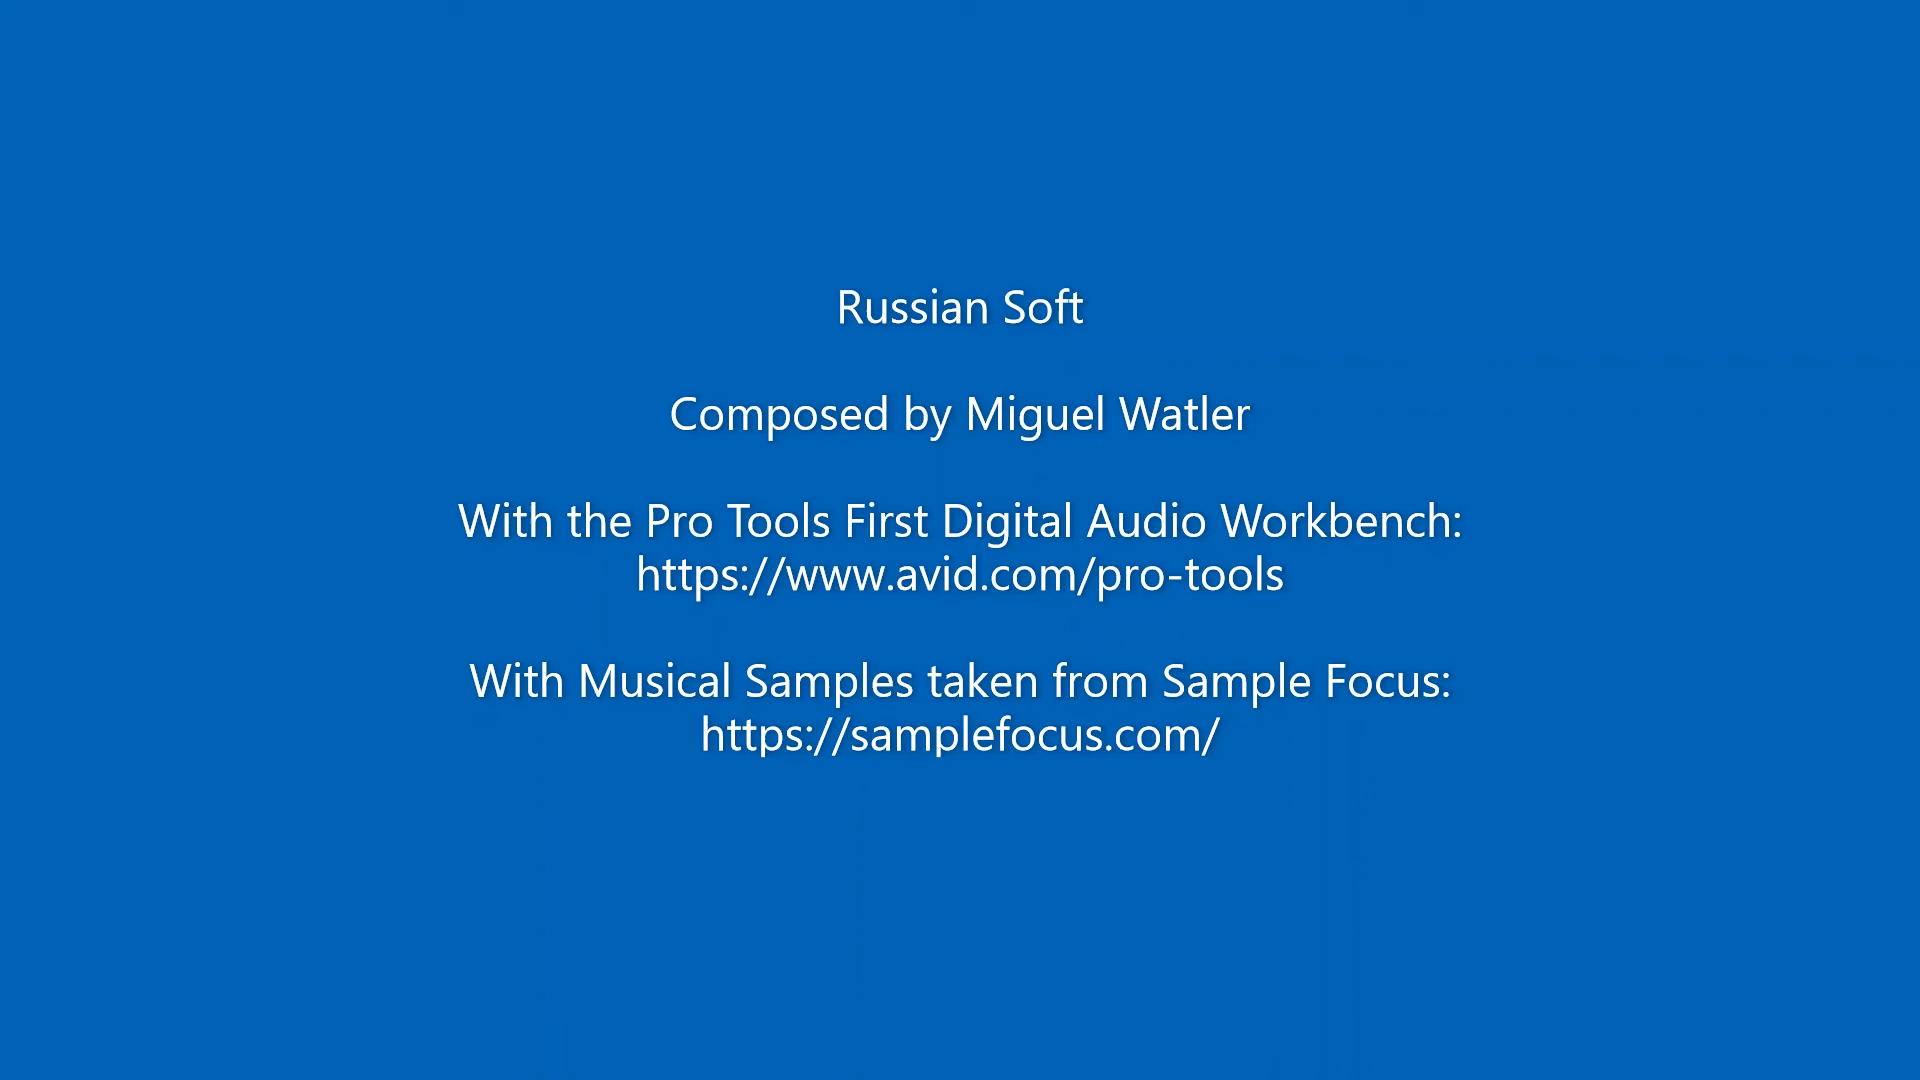 Russian Soft
Composed by Miguel Watler
With the Pro Tools First Digital Audio Workbench:
https://www.avid.com/pro-tools
With Musical Samples taken from Sample Focus:
https://samplefocus.com/